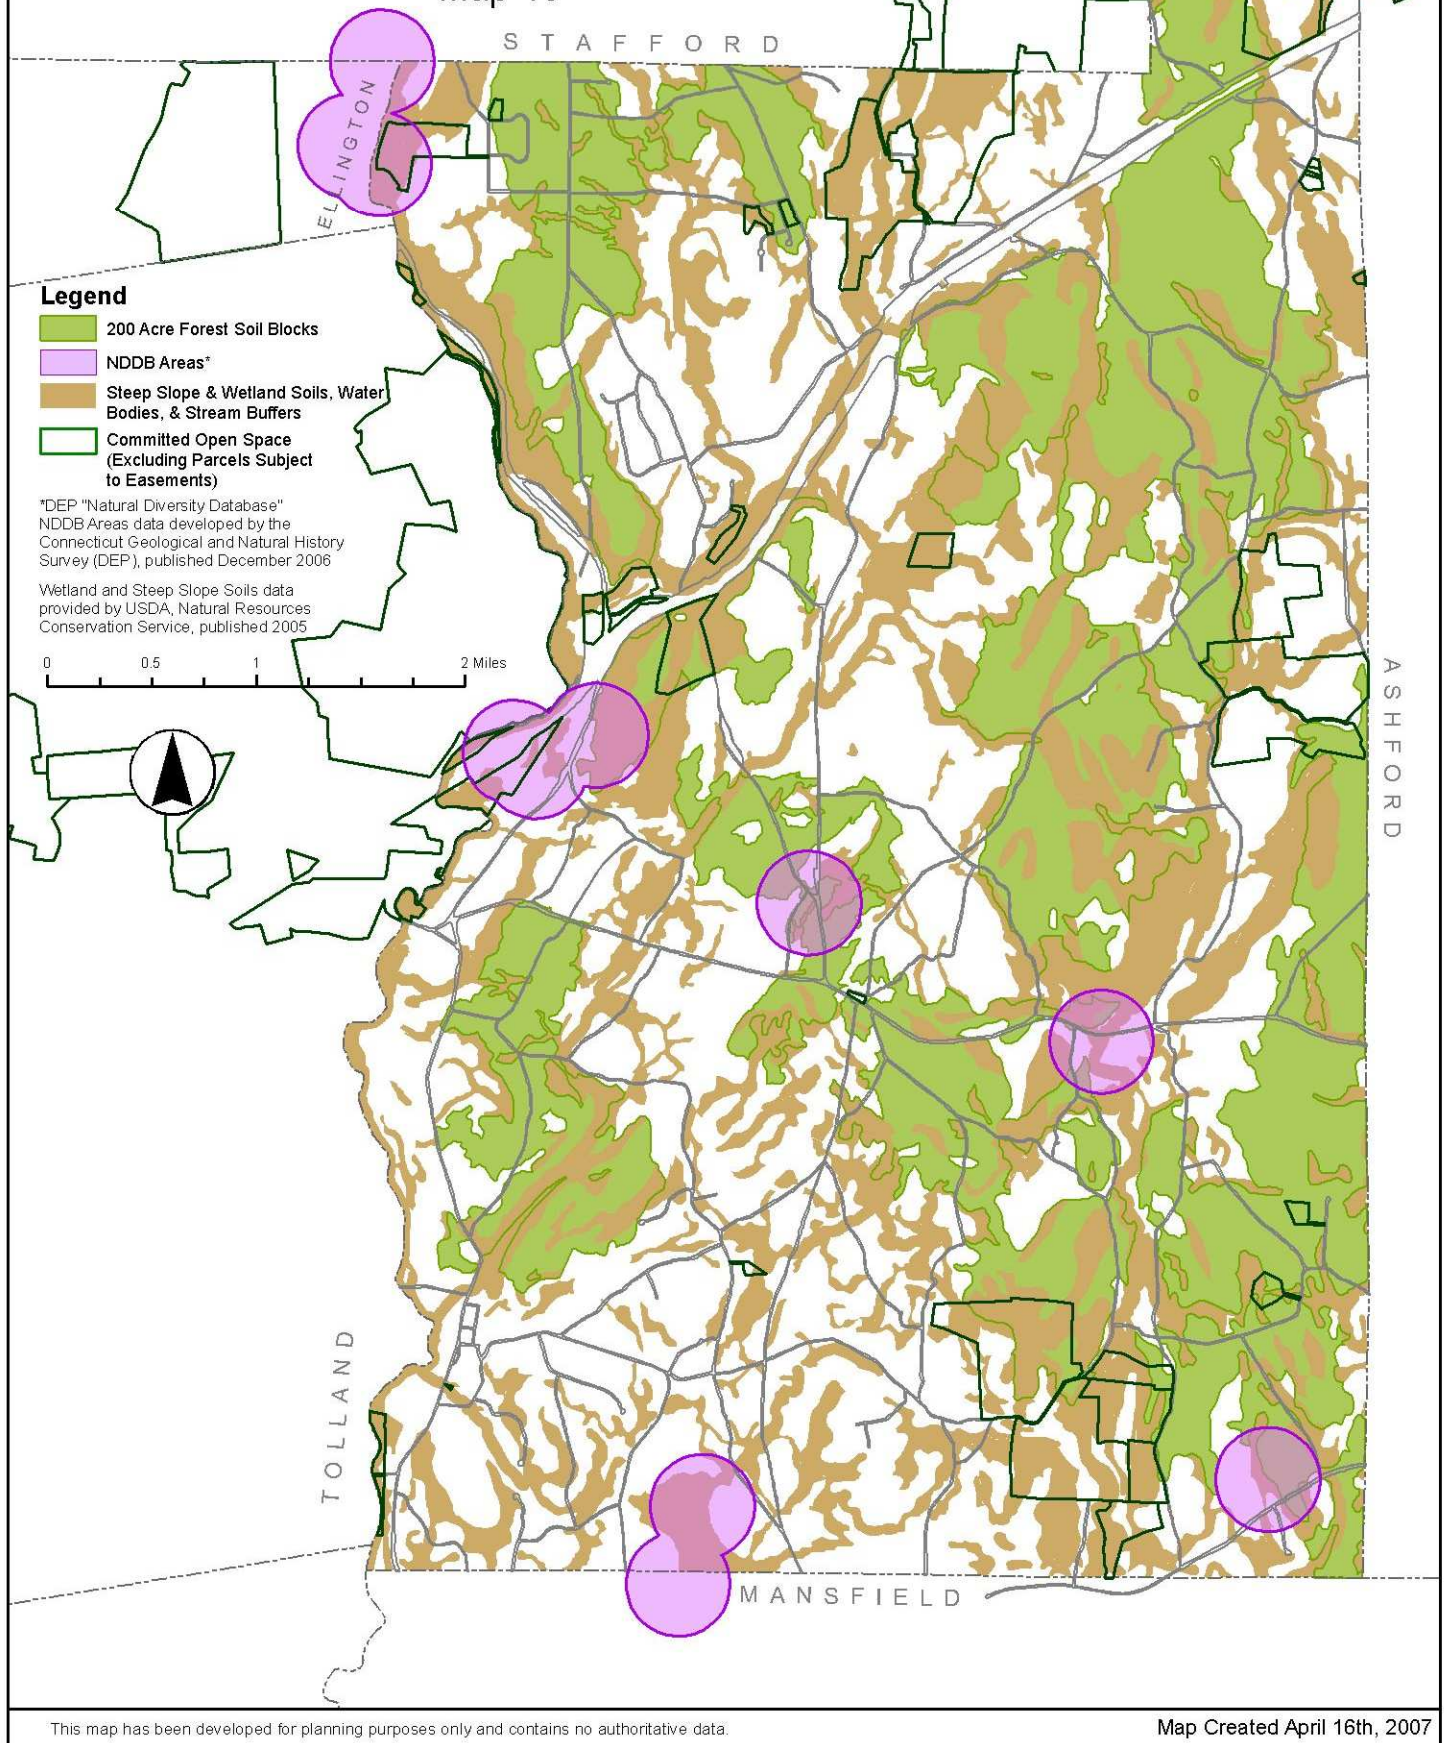 STAFFORD
ELLINGTON
Legend
200 Acre Forest Soil Blocks
NDDB Areas*
Steep Slope & Wetland Soils, Water
Bodies, & Stream Buffers
Committed Open Space
(Excluding Parcels Subject
to Easements)
*DEP "Natural Diversity Database"
NDDB Areas data developed by the
Connecticut Geological and Natural History
Survey (DEP), published December 2006
Wetland and Steep Slope Soils data
provided by USDA, Natural Resources
Conservation Service, published 2005
0 0.5 1 2 Miles
ASHFORD
TOLLAND
MANSFIELD
This map has been developed for planning purposes only and contains no authoritative data.
Map Created April 16th, 2007